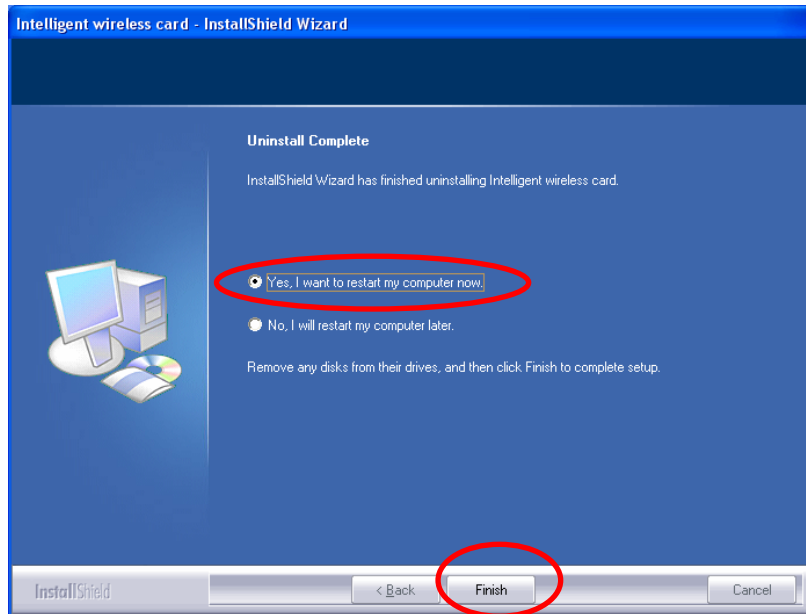 Intelligent wireless card - InstallShield Wizard
Uninstall Complete
InstallShield Wizard has finished uninstalling Intelligent wireless card.
Yes, I want to restart my computer now.
No, I will restart my computer later.
Remove any disks from their drives, and then click Finish to complete setup.
InstallShield
< Back
Finish
Cancel